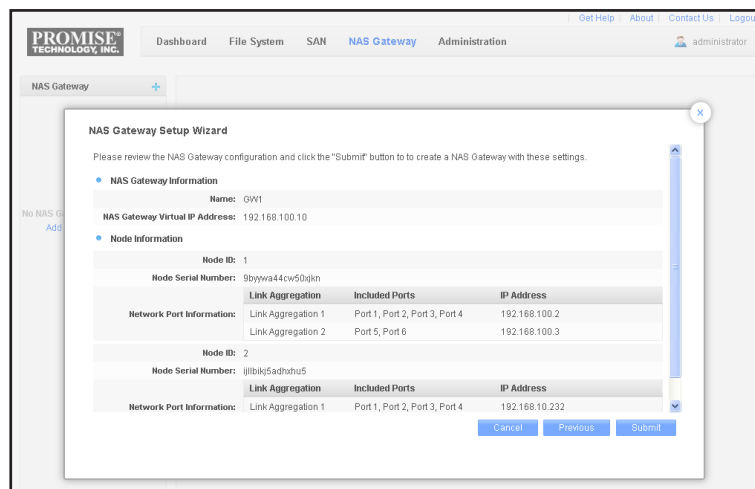 Get Help | About | Contact Us | Logou
PROMISE®
TECHNOLOGY, INC.
Dashboard File System SAN NAS Gateway Administration
administrator
NAS Gateway +
x
NAS Gateway Setup Wizard
Please review the NAS Gateway configuration and click the "Submit" button to to create a NAS Gateway with these settings.
NAS Gateway Information
Name: GW1
No NAS G
NAS Gateway Virtual IP Address: 192.168.100.10
Add
Node Information
Node ID: 1
Node Serial Number: 9byywa44cw50xjkn
Link Aggregation Included Ports IP Address
Network Port Information: Link Aggregation 1 Port 1, Port 2, Port 3, Port 4 192.168.100.2
Link Aggregation 2 Port 5, Port 6 192.168.100.3
Node ID: 2
Node Serial Number: ijllbikj5adhxhu5
Link Aggregation Included Ports IP Address
Network Port Information: Link Aggregation 1 Port 1, Port 2, Port 3, Port 4 192.168.10.232
Cancel Previous Submit